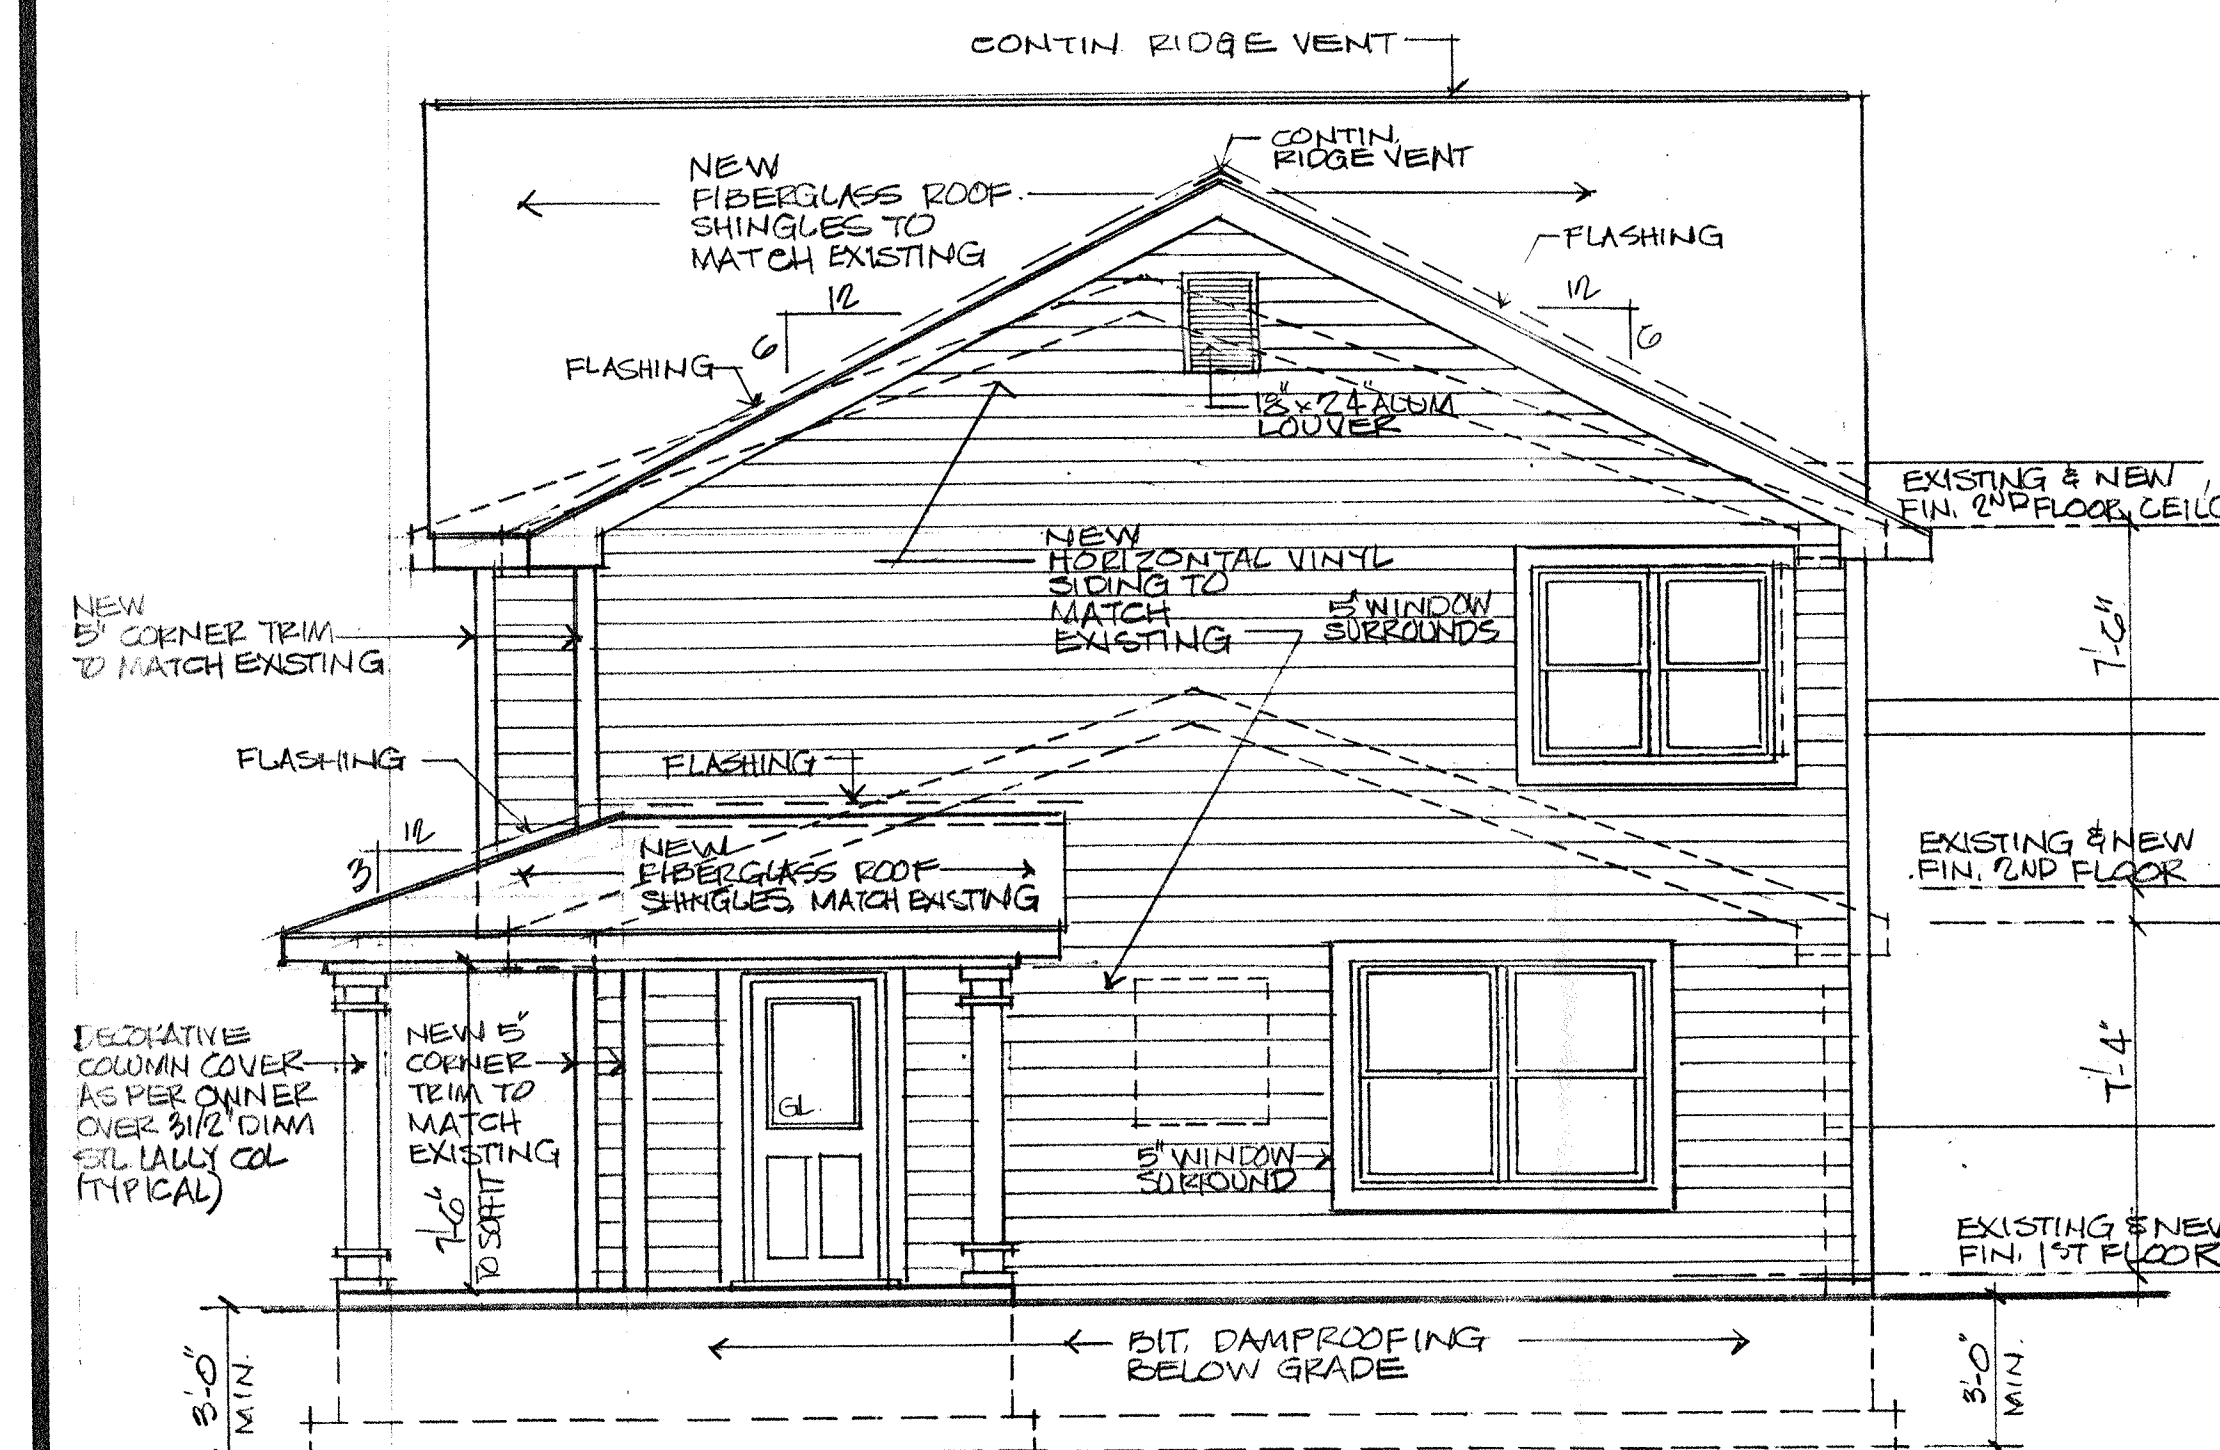 CONTIN. RIDGE VENT
CONTIN.
RIDGE VENT
NEW
FIBERGLASS ROOF
SHINGLES TO
MATCH EXISTING
FLASHING
12
6
12
6
FLASHING
18" x 24" ALUM
LOUVER
EXISTING & NEW
FIN. 2ND FLOOR CEIL'G
NEW
HORIZONTAL VINYL
SIDING TO
MATCH
EXISTING
5" WINDOW
SURROUNDS
NEW
5" CORNER TRIM
TO MATCH EXISTING
7'-6"
FLASHING
FLASHING
12
3
NEW
FIBERGLASS ROOF
SHINGLES, MATCH EXISTING
EXISTING & NEW
FIN. 2ND FLOOR
DECORATIVE
COLUMN COVER
AS PER OWNER
OVER 3 1/2" DIAM
STL. LALLY COL
(TYPICAL)
NEW 5"
CORNER
TRIM TO
MATCH
EXISTING
7'-6"
TO SOFFIT
GL.
5" WINDOW
SURROUND
7'-4"
EXISTING & NEW
FIN. 1ST FLOOR
BIT. DAMPROOFING
BELOW GRADE
3'-0"
MIN.
3'-0"
MIN.